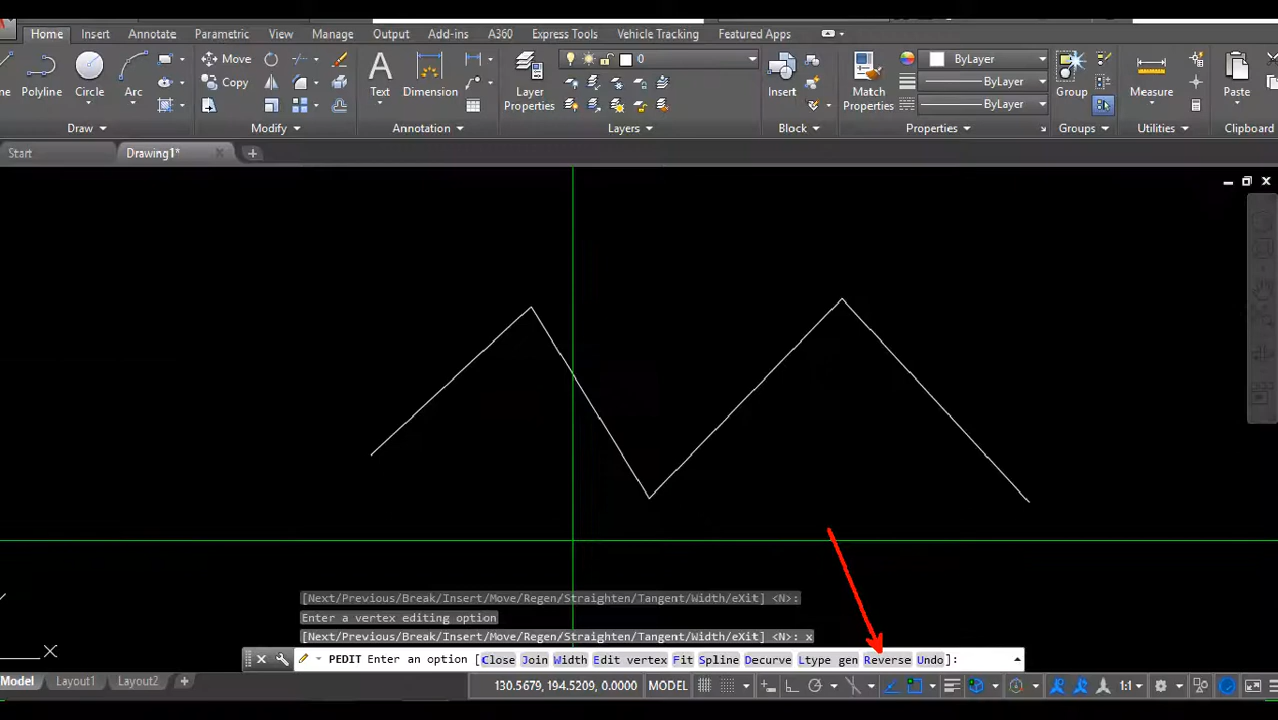 Home Insert Annotate Parametric View Manage Output Add-ins A360 Express Tools Vehicle Tracking Featured Apps
Move
0
ByLayer
Polyline Circle Arc
Copy
Text Dimension
Layer
Properties
Insert
Match
Properties
ByLayer
ByLayer
Group Measure Paste
Draw Modify Annotation Layers Block Properties Groups Utilities Clipboard
Start Drawing1*
[Next/Previous/Break/Insert/Move/Regen/Straighten/Tangent/Width/eXit] <N>:
Enter a vertex editing option
[Next/Previous/Break/Insert/Move/Regen/Straighten/Tangent/Width/eXit] <N>: x
X
PEDIT Enter an option [Close Join Width Edit vertex Fit Spline Decurve Ltype gen Reverse Undo]:
Model Layout1 Layout2 + 130.5679, 194.5209, 0.0000 MODEL 1:1